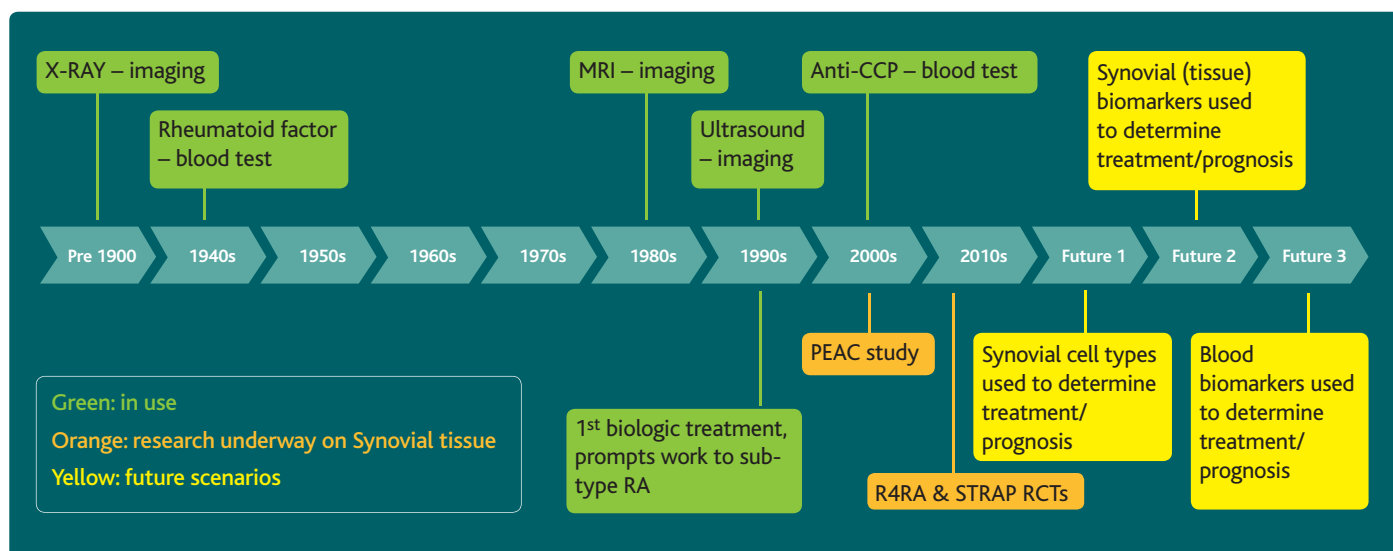 X-RAY – imaging
Rheumatoid factor
– blood test
MRI – imaging
Ultrasound
– imaging
Anti-CCP – blood test
Synovial (tissue)
biomarkers used
to determine
treatment/prognosis
Pre 1900
1940s
1950s
1960s
1970s
1980s
1990s
2000s
2010s
Future 1
Future 2
Future 3
Green: in use
Orange: research underway on Synovial tissue
Yellow: future scenarios
1st biologic treatment,
prompts work to sub-
type RA
PEAC study
R4RA & STRAP RCTs
Synovial cell types
used to determine
treatment/
prognosis
Blood
biomarkers used
to determine
treatment/
prognosis